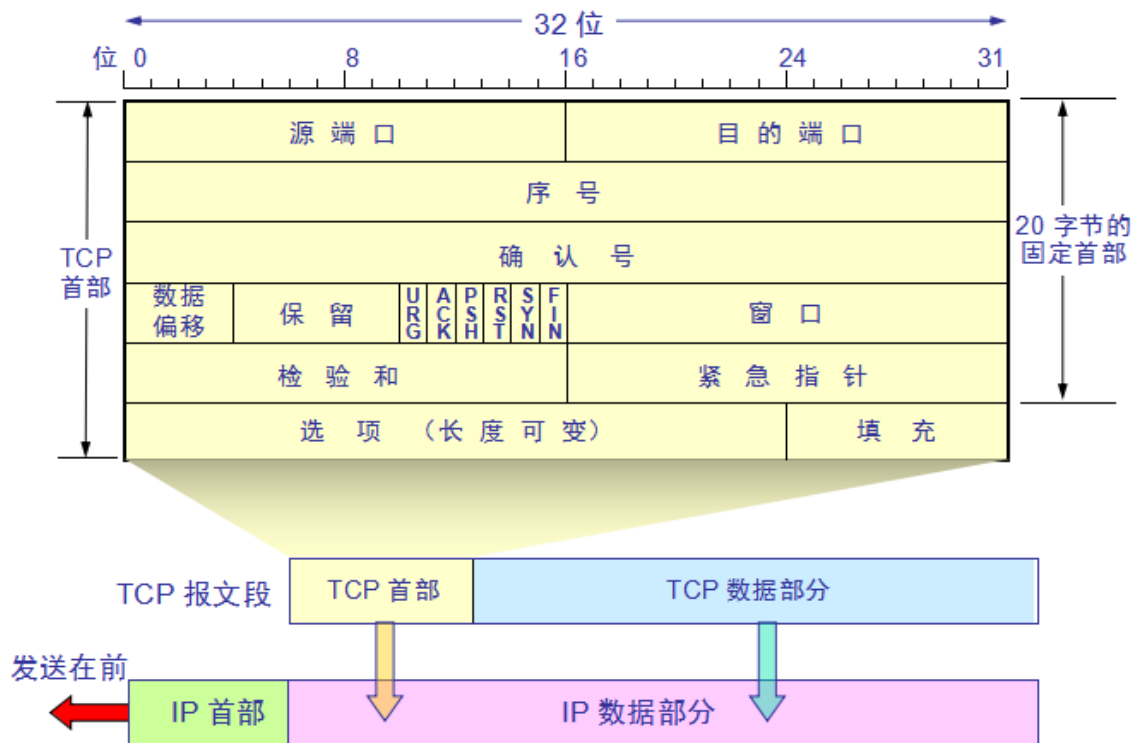 32 位
位 0 8 16 24 31
源 端 口 目 的 端 口
序 号
确 认 号
TCP
首部
20 字节的
固定首部
数据
偏移
保 留
URG
ACK
PSH
RST
SYN
FIN
窗 口
检 验 和 紧 急 指 针
选 项 （长 度 可 变） 填 充
TCP 报文段 TCP 首部 TCP 数据部分
发送在前
IP 首部 IP 数据部分